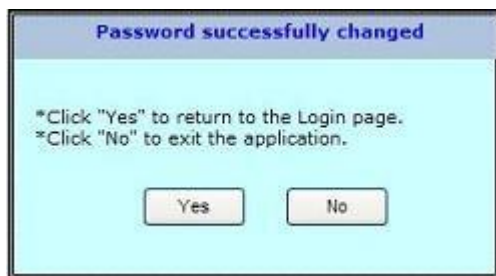 Password successfully changed
*Click "Yes" to return to the Login page.
*Click "No" to exit the application.
Yes No